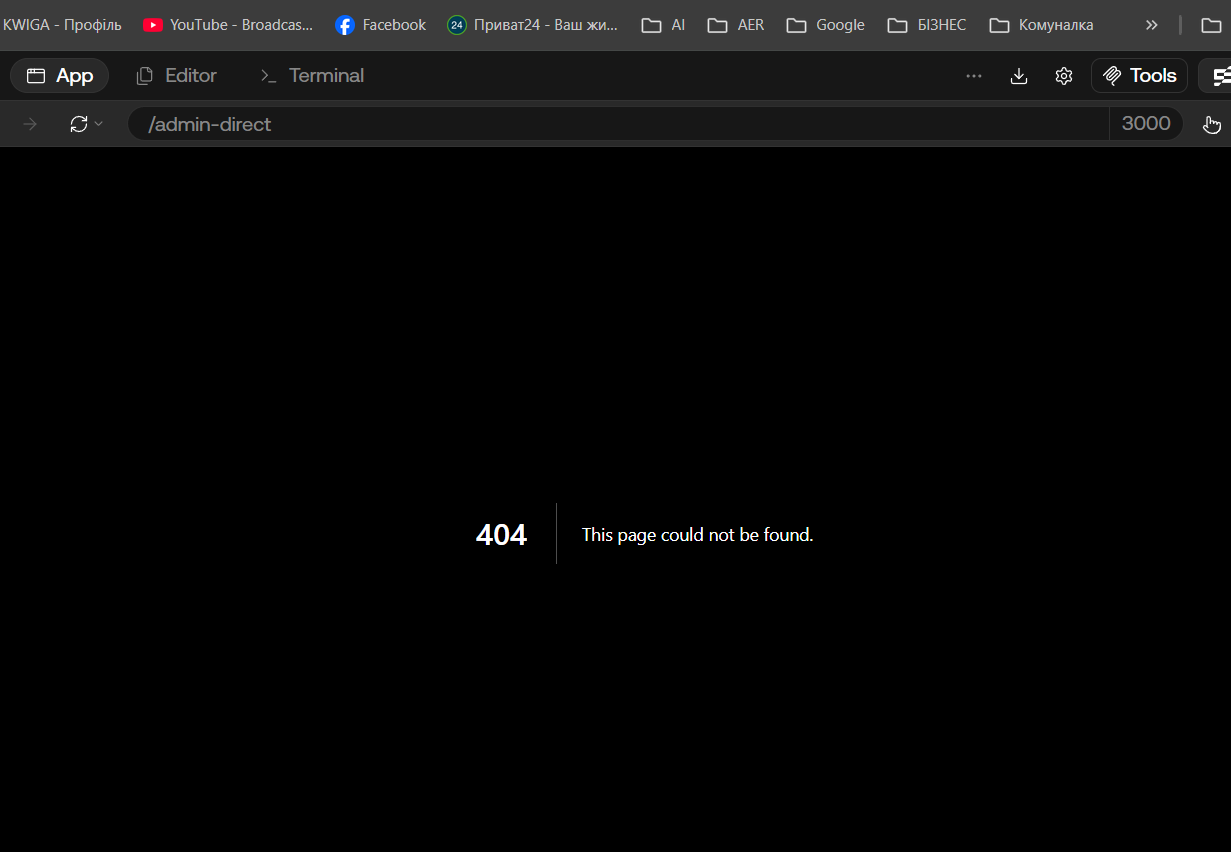 KWIGA - Профіль YouTube - Broadcas... Facebook 24 Приват24 - Ваш жи... AI AER Google БІЗНЕС Комуналка »
App Editor Terminal ... Tools
/admin-direct 3000
404 This page could not be found.